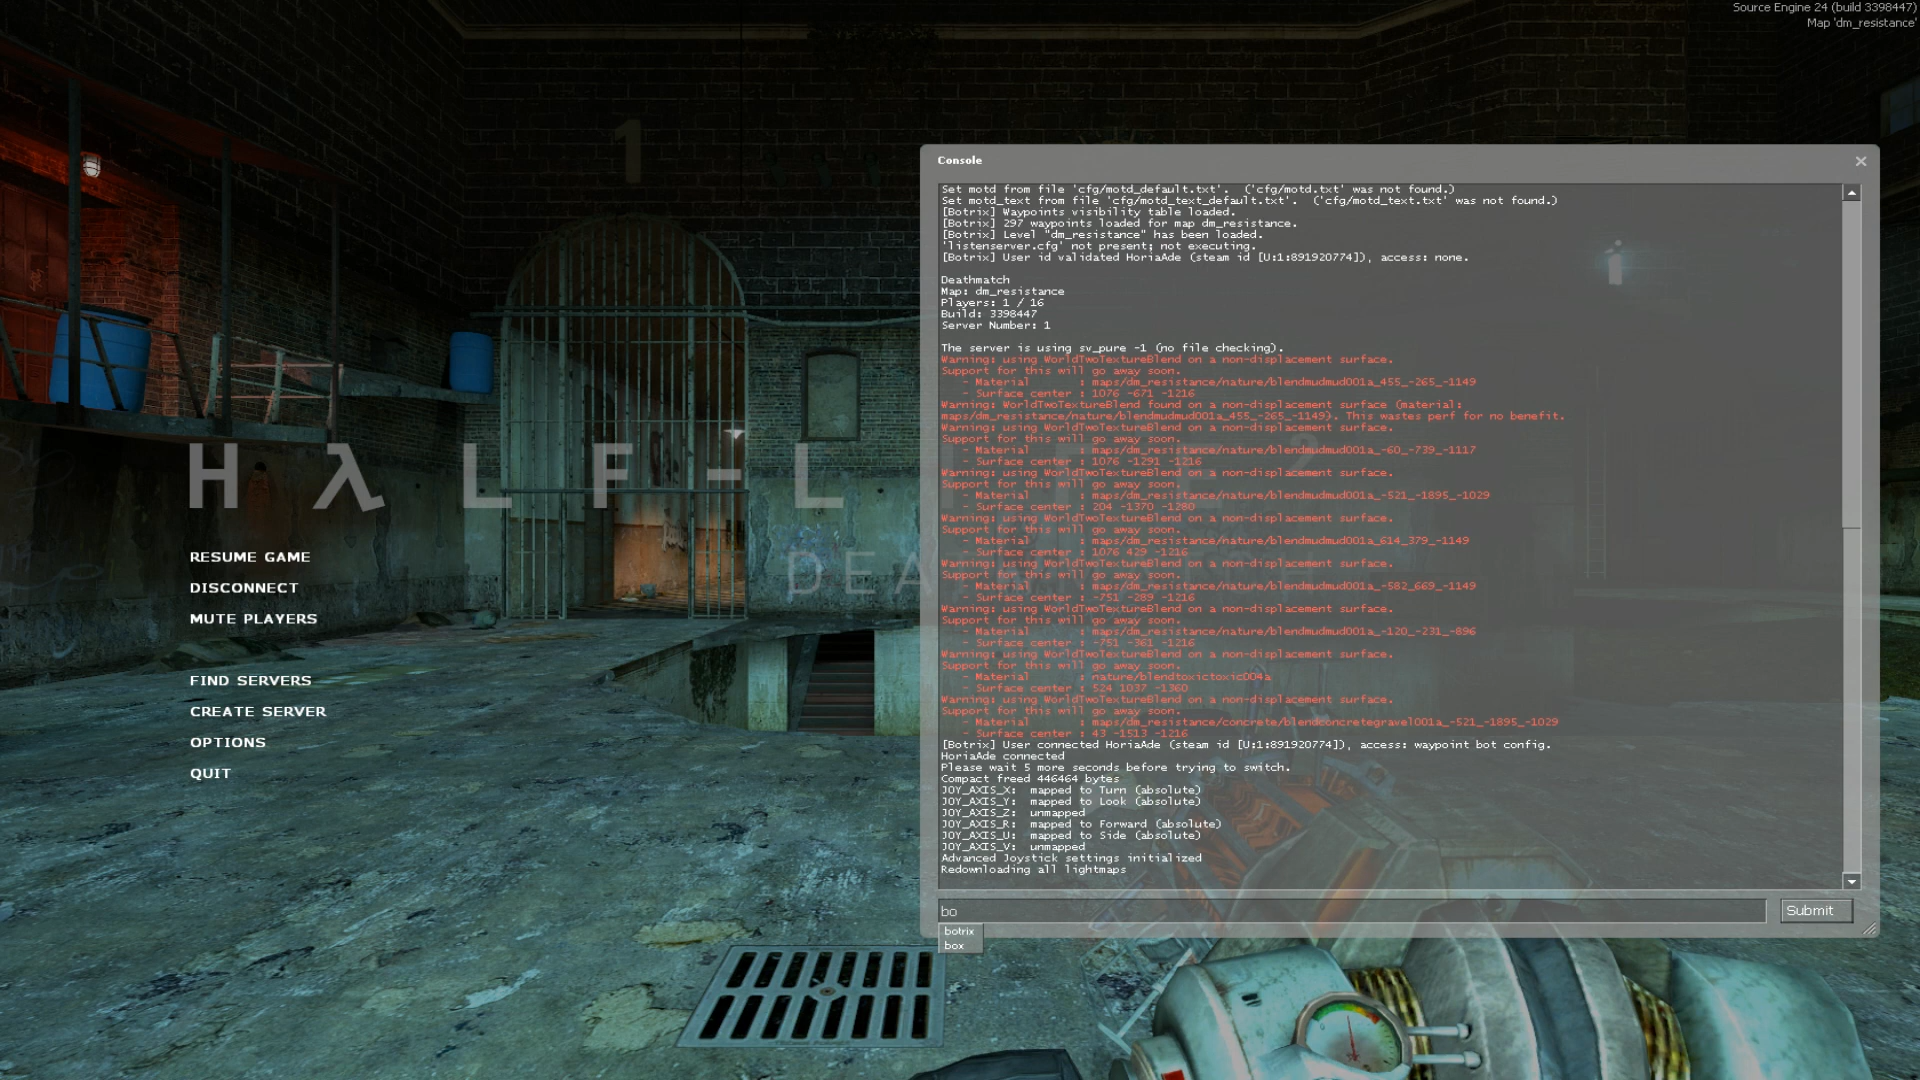 Source Engine 24 (build 3398447)
Map 'dm_resistance'
1
HλLF-LIFE 2
DEA
RESUME GAME
DISCONNECT
MUTE PLAYERS
FIND SERVERS
CREATE SERVER
OPTIONS
QUIT
Console
Set motd from file 'cfg/motd_default.txt'.  ('cfg/motd.txt' was not found.)
Set motd_text from file 'cfg/motd_text_default.txt'.  ('cfg/motd_text.txt' was not found.)
[Botrix] Waypoints visibility table loaded.
[Botrix] 297 waypoints loaded for map dm_resistance.
[Botrix] Level "dm_resistance" has been loaded.
'listenserver.cfg' not present; not executing.
[Botrix] User id validated HoriaAde (steam id [U:1:891920774]), access: none.
Deathmatch
Map: dm_resistance
Players: 1 / 16
Build: 3398447
Server Number: 1
The server is using sv_pure -1 (no file checking).
Warning: using WorldTwoTextureBlend on a non-displacement surface.
Support for this will go away soon.
- Material : maps/dm_resistance/nature/blendmudmud001a_455_-265_-1149
- Surface center : 1076 -671 -1216
Warning: WorldTwoTextureBlend found on a non-displacement surface (material:
maps/dm_resistance/nature/blendmudmud001a_455_-265_-1149). This wastes perf for no benefit.
Warning: using WorldTwoTextureBlend on a non-displacement surface.
Support for this will go away soon.
- Material : maps/dm_resistance/nature/blendmudmud001a_-60_-739_-1117
- Surface center : 1076 -1291 -1216
Warning: using WorldTwoTextureBlend on a non-displacement surface.
Support for this will go away soon.
- Material : maps/dm_resistance/nature/blendmudmud001a_-521_-1895_-1029
- Surface center : 204 -1370 -1280
Warning: using WorldTwoTextureBlend on a non-displacement surface.
Support for this will go away soon.
- Material : maps/dm_resistance/nature/blendmudmud001a_614_379_-1149
- Surface center : 1076 429 -1216
Warning: using WorldTwoTextureBlend on a non-displacement surface.
Support for this will go away soon.
- Material : maps/dm_resistance/nature/blendmudmud001a_-582_669_-1149
- Surface center : -751 -289 -1216
Warning: using WorldTwoTextureBlend on a non-displacement surface.
Support for this will go away soon.
- Material : maps/dm_resistance/nature/blendmudmud001a_-120_-231_-896
- Surface center : -751 -361 -1216
Warning: using WorldTwoTextureBlend on a non-displacement surface.
Support for this will go away soon.
- Material : nature/blendtoxictoxic004a
- Surface center : 524 1037 -1360
Warning: using WorldTwoTextureBlend on a non-displacement surface.
Support for this will go away soon.
- Material : maps/dm_resistance/concrete/blendconcretegravel001a_-521_-1895_-1029
- Surface center : 43 -1513 -1216
[Botrix] User connected HoriaAde (steam id [U:1:891920774]), access: waypoint bot config.
HoriaAde connected
Please wait 5 more seconds before trying to switch.
Compact freed 446464 bytes
JOY_AXIS_X:  mapped to Turn (absolute)
JOY_AXIS_Y:  mapped to Look (absolute)
JOY_AXIS_Z:  unmapped
JOY_AXIS_R:  mapped to Forward (absolute)
JOY_AXIS_U:  mapped to Side (absolute)
JOY_AXIS_V:  unmapped
Advanced Joystick settings initialized
Redownloading all lightmaps
bo
Submit
botrix
box